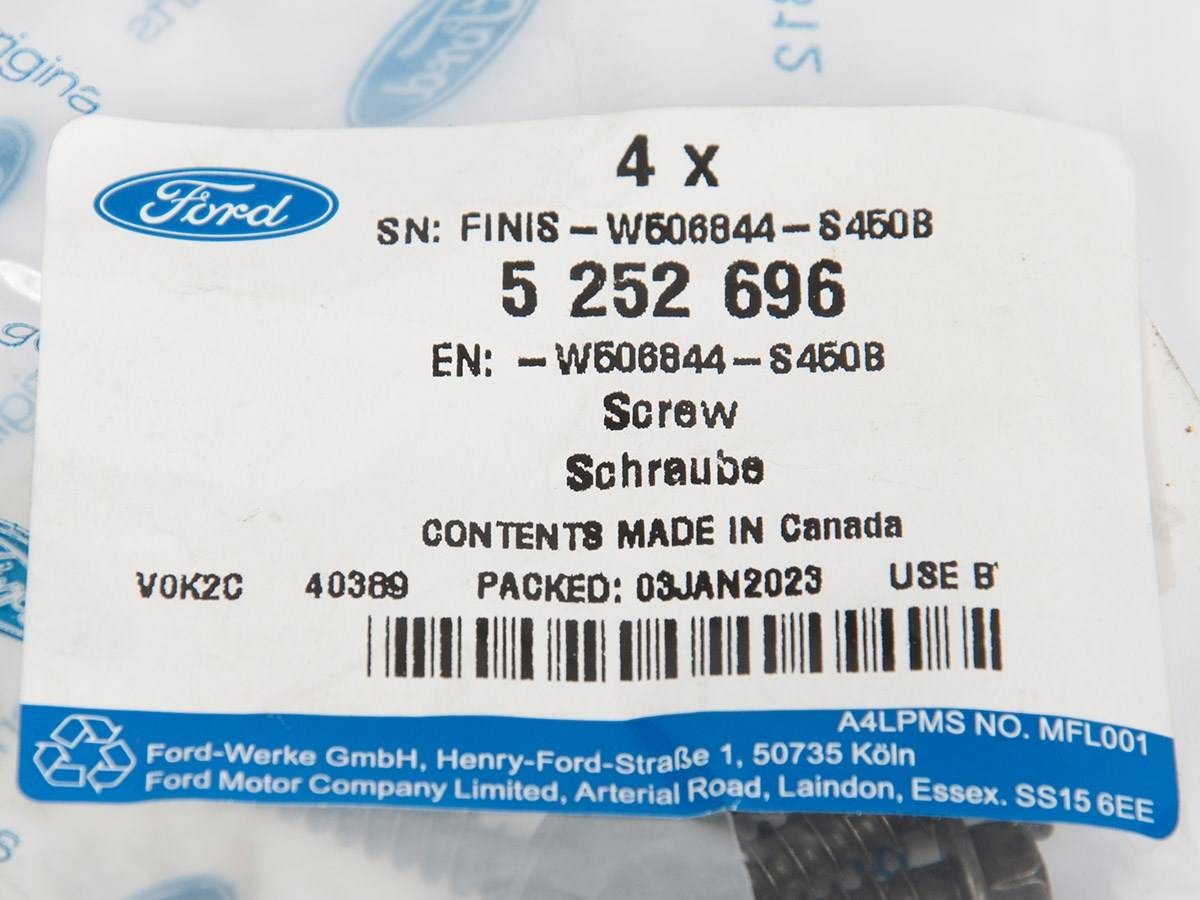 4 x
Ford
SN: FINIS - W506844 - S450B
5 252 696
EN: - W506844 - S450B
Screw
Schraube
CONTENTS MADE IN Canada
V0K2C 40389 PACKED: 03JAN2023 USE B
A4LPMS NO. MFL001
Ford-Werke GmbH, Henry-Ford-Straße 1, 50735 Köln
Ford Motor Company Limited, Arterial Road, Laindon, Essex. SS15 6EE